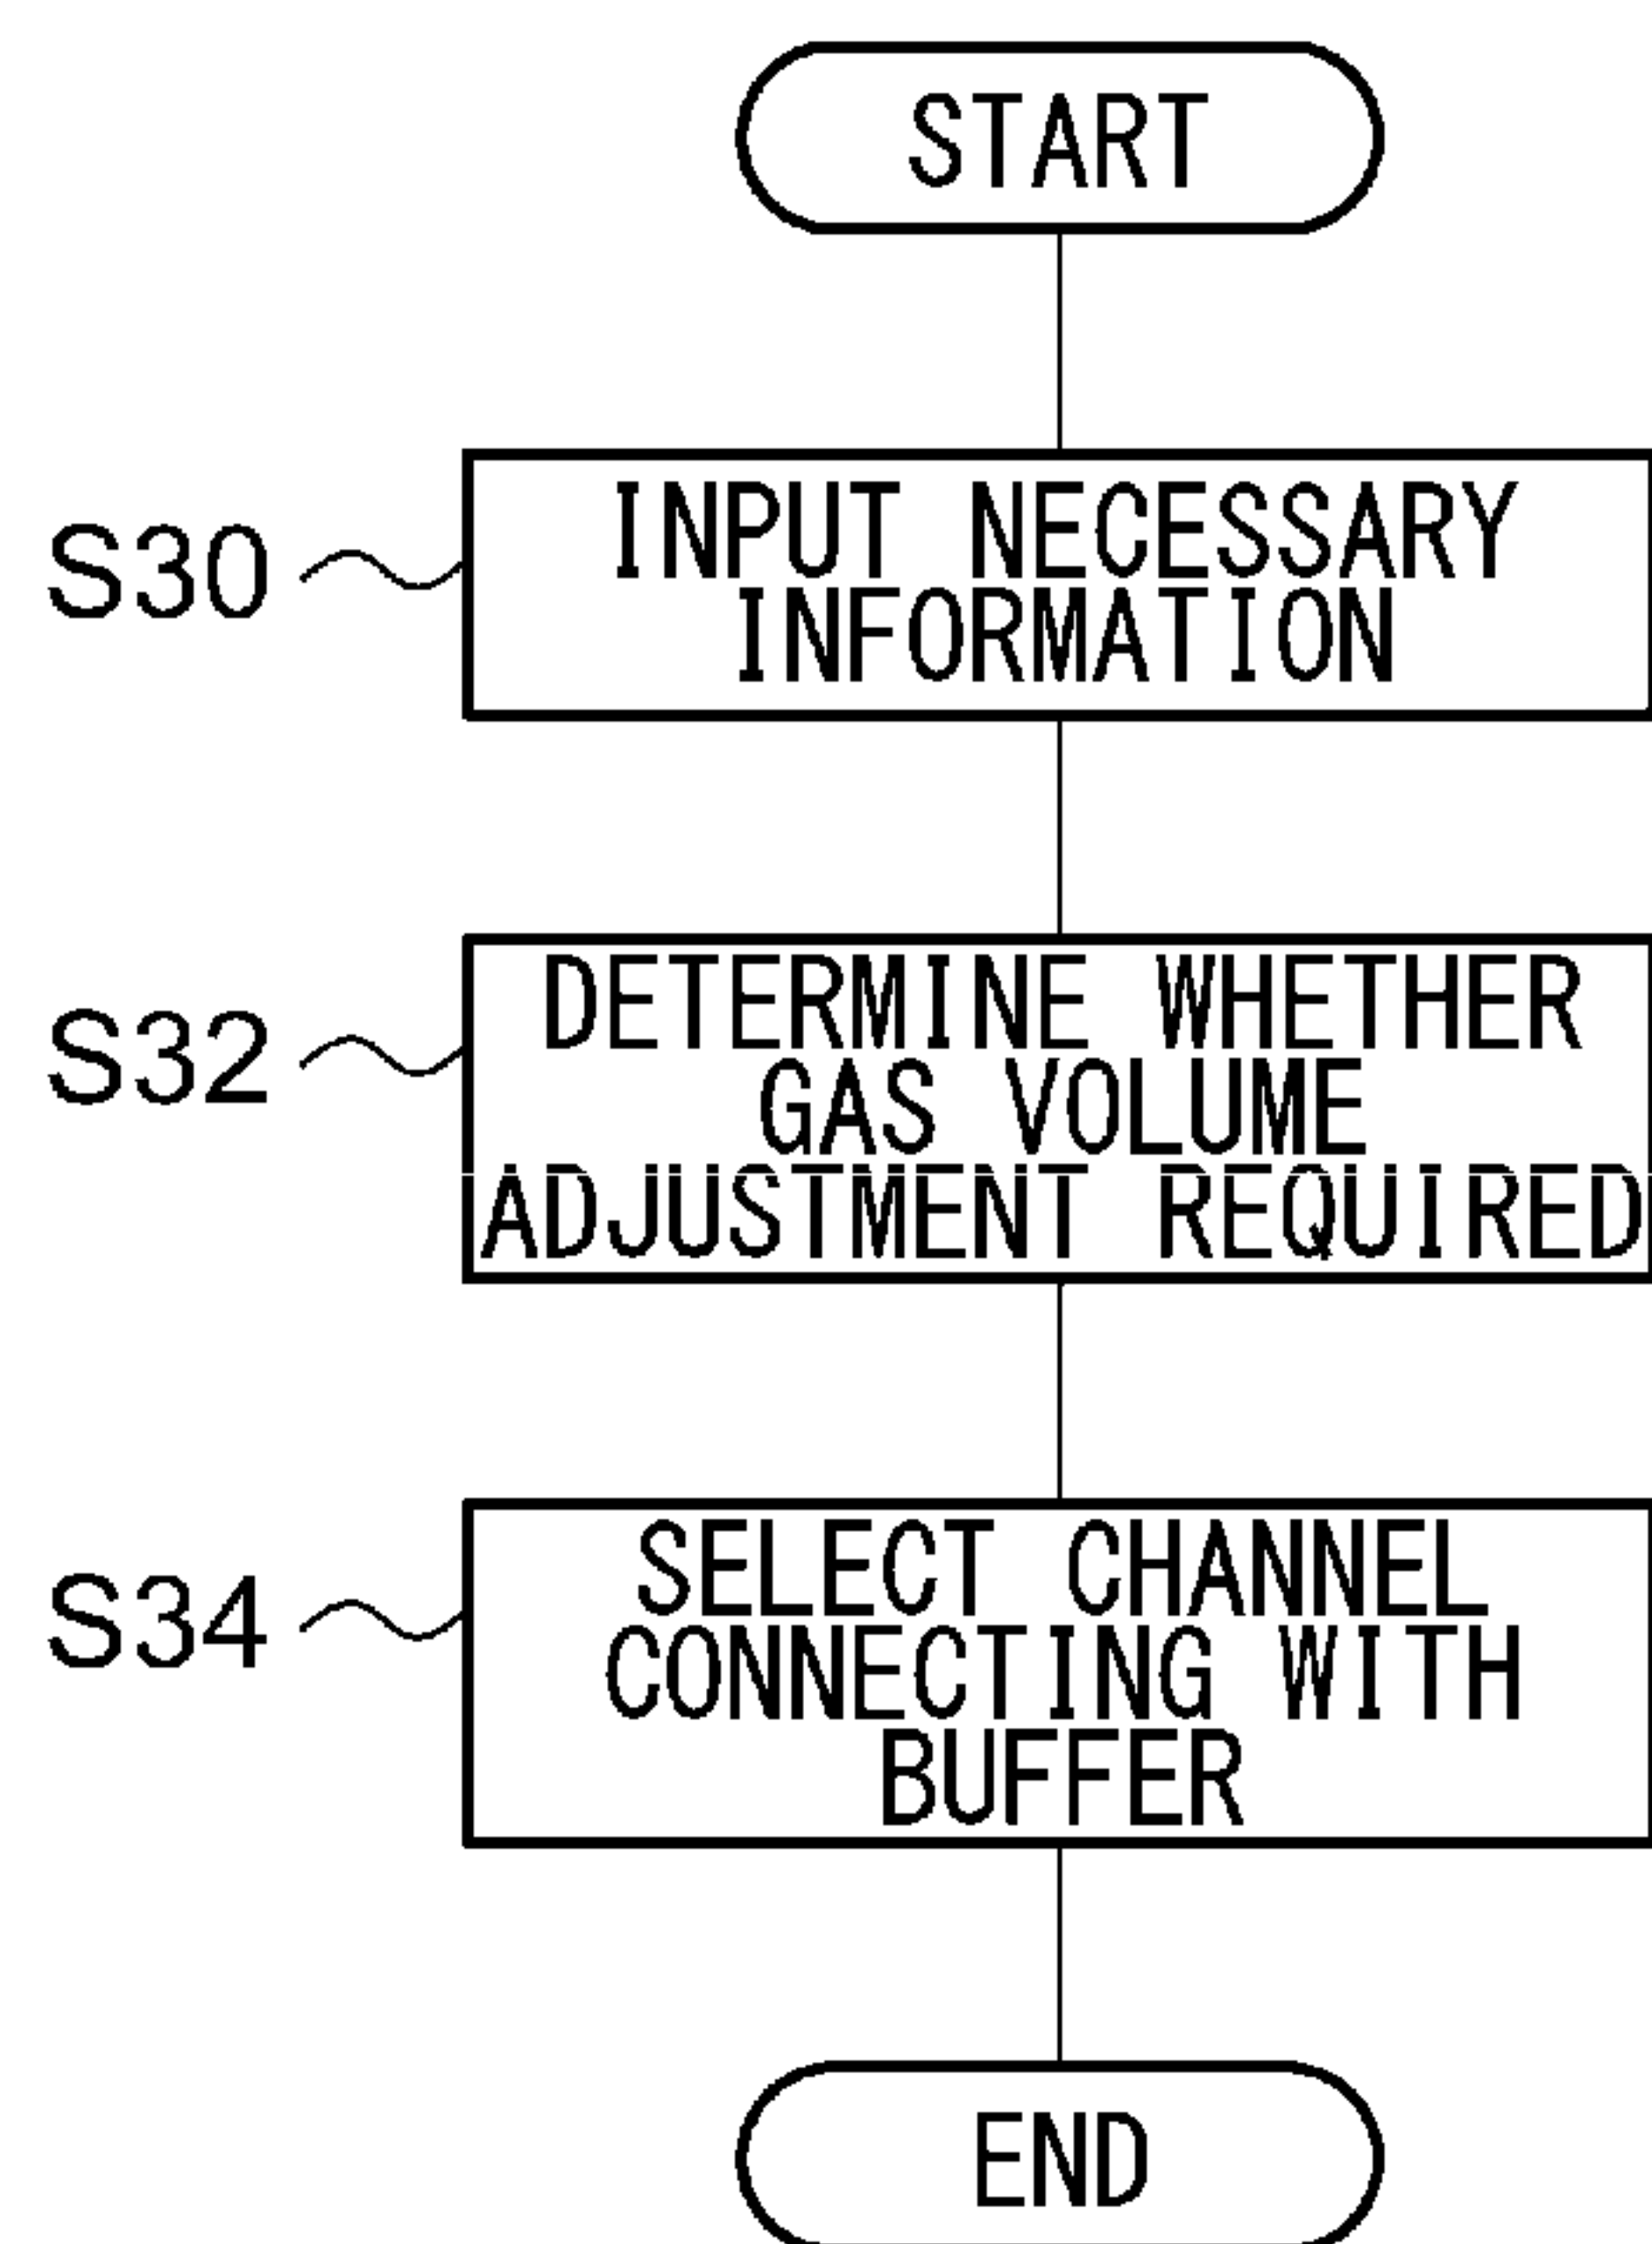 START
S30
INPUT NECESSARY
INFORMATION
S32
DETERMINE WHETHER
GAS VOLUME
ADJUSTMENT REQUIRED
S34
SELECT CHANNEL
CONNECTING WITH
BUFFER
END